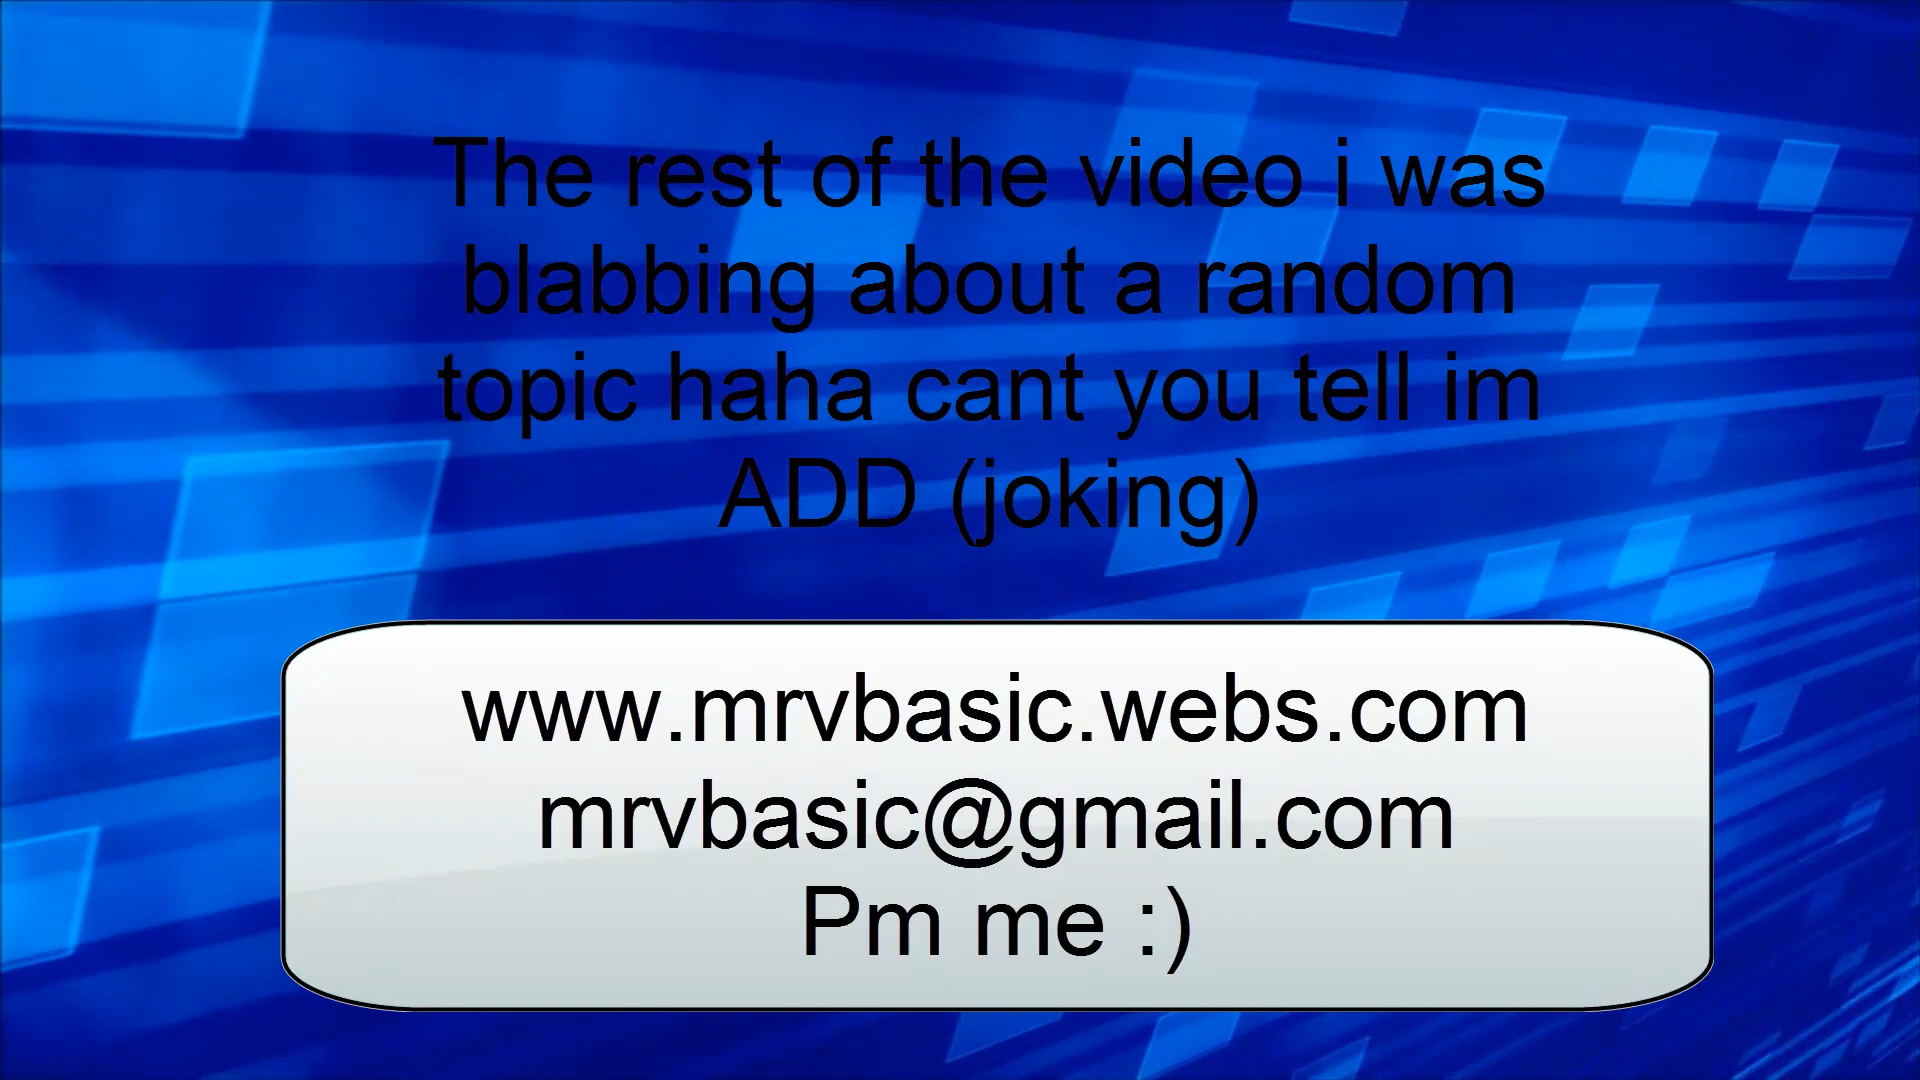 The rest of the video i was
blabbing about a random
topic haha cant you tell im
ADD (joking)
www.mrvbasic.webs.com
mrvbasic@gmail.com
Pm me :)